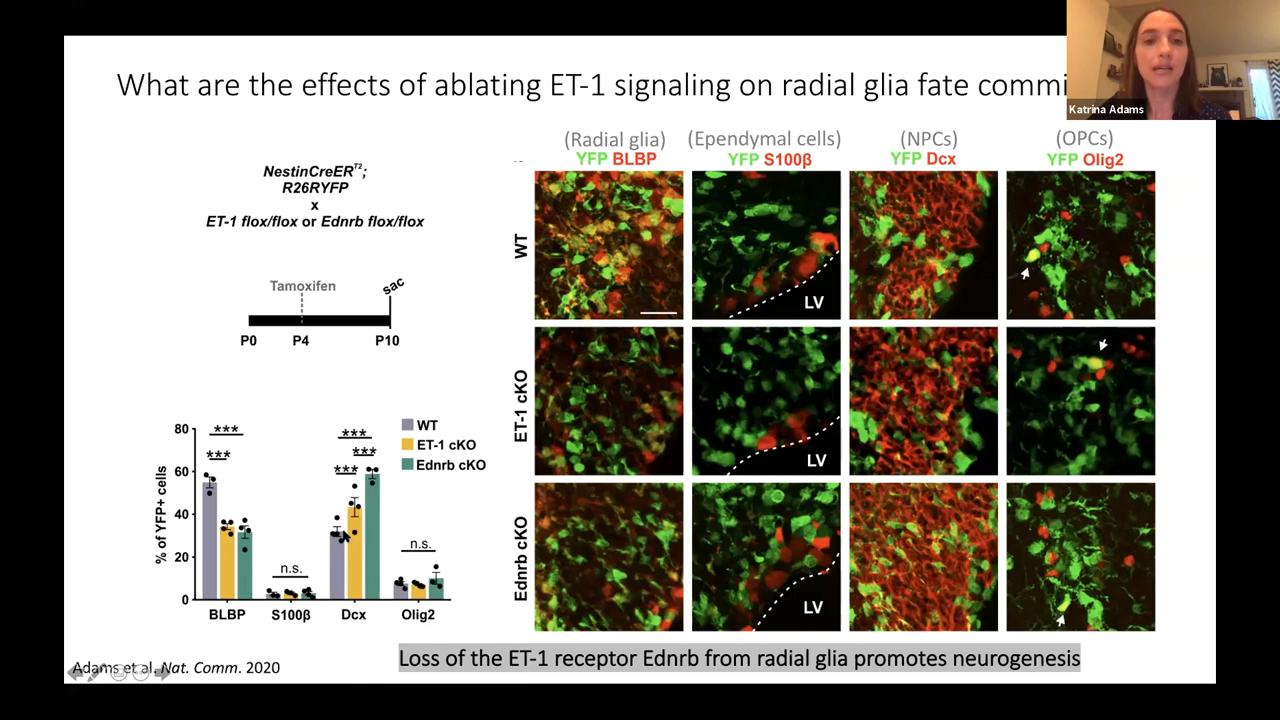 What are the effects of ablating ET-1 signaling on radial glia fate commi
Katrina Adams
NestinCreERT2;
R26RYFP
x
ET-1 flox/flox or Ednrb flox/flox
Tamoxifen
sac
P0 P4 P10
(Radial glia) (Ependymal cells) (NPCs) (OPCs)
YFP BLBP YFP S100β YFP Dcx YFP Olig2
WT
LV
ET-1 cKO
LV
Ednrb cKO
LV
% of YFP+ cells
80
60
40
20
0
***
***
n.s.
***
***
***
n.s.
WT
ET-1 cKO
Ednrb cKO
BLBP S100β Dcx Olig2
Loss of the ET-1 receptor Ednrb from radial glia promotes neurogenesis
Adams et al. Nat. Comm. 2020